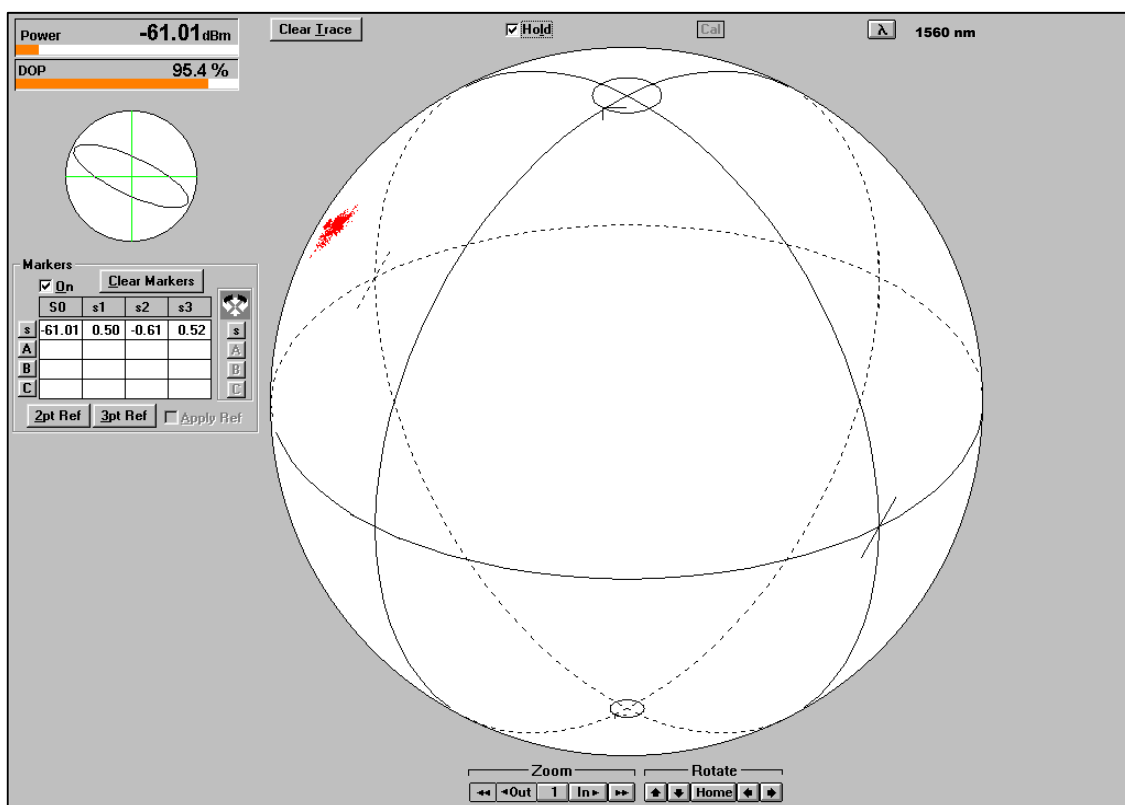 Power -61.01dBm
DOP 95.4 %
Clear Trace
Hold
Cal
λ 1560 nm
Markers
On Clear Markers
S0 s1 s2 s3
s -61.01 0.50 -0.61 0.52 s
A A
B B
C C
2pt Ref 3pt Ref Apply Ref
Zoom Rotate
◄◄ ◄Out 1 In► ►► Home